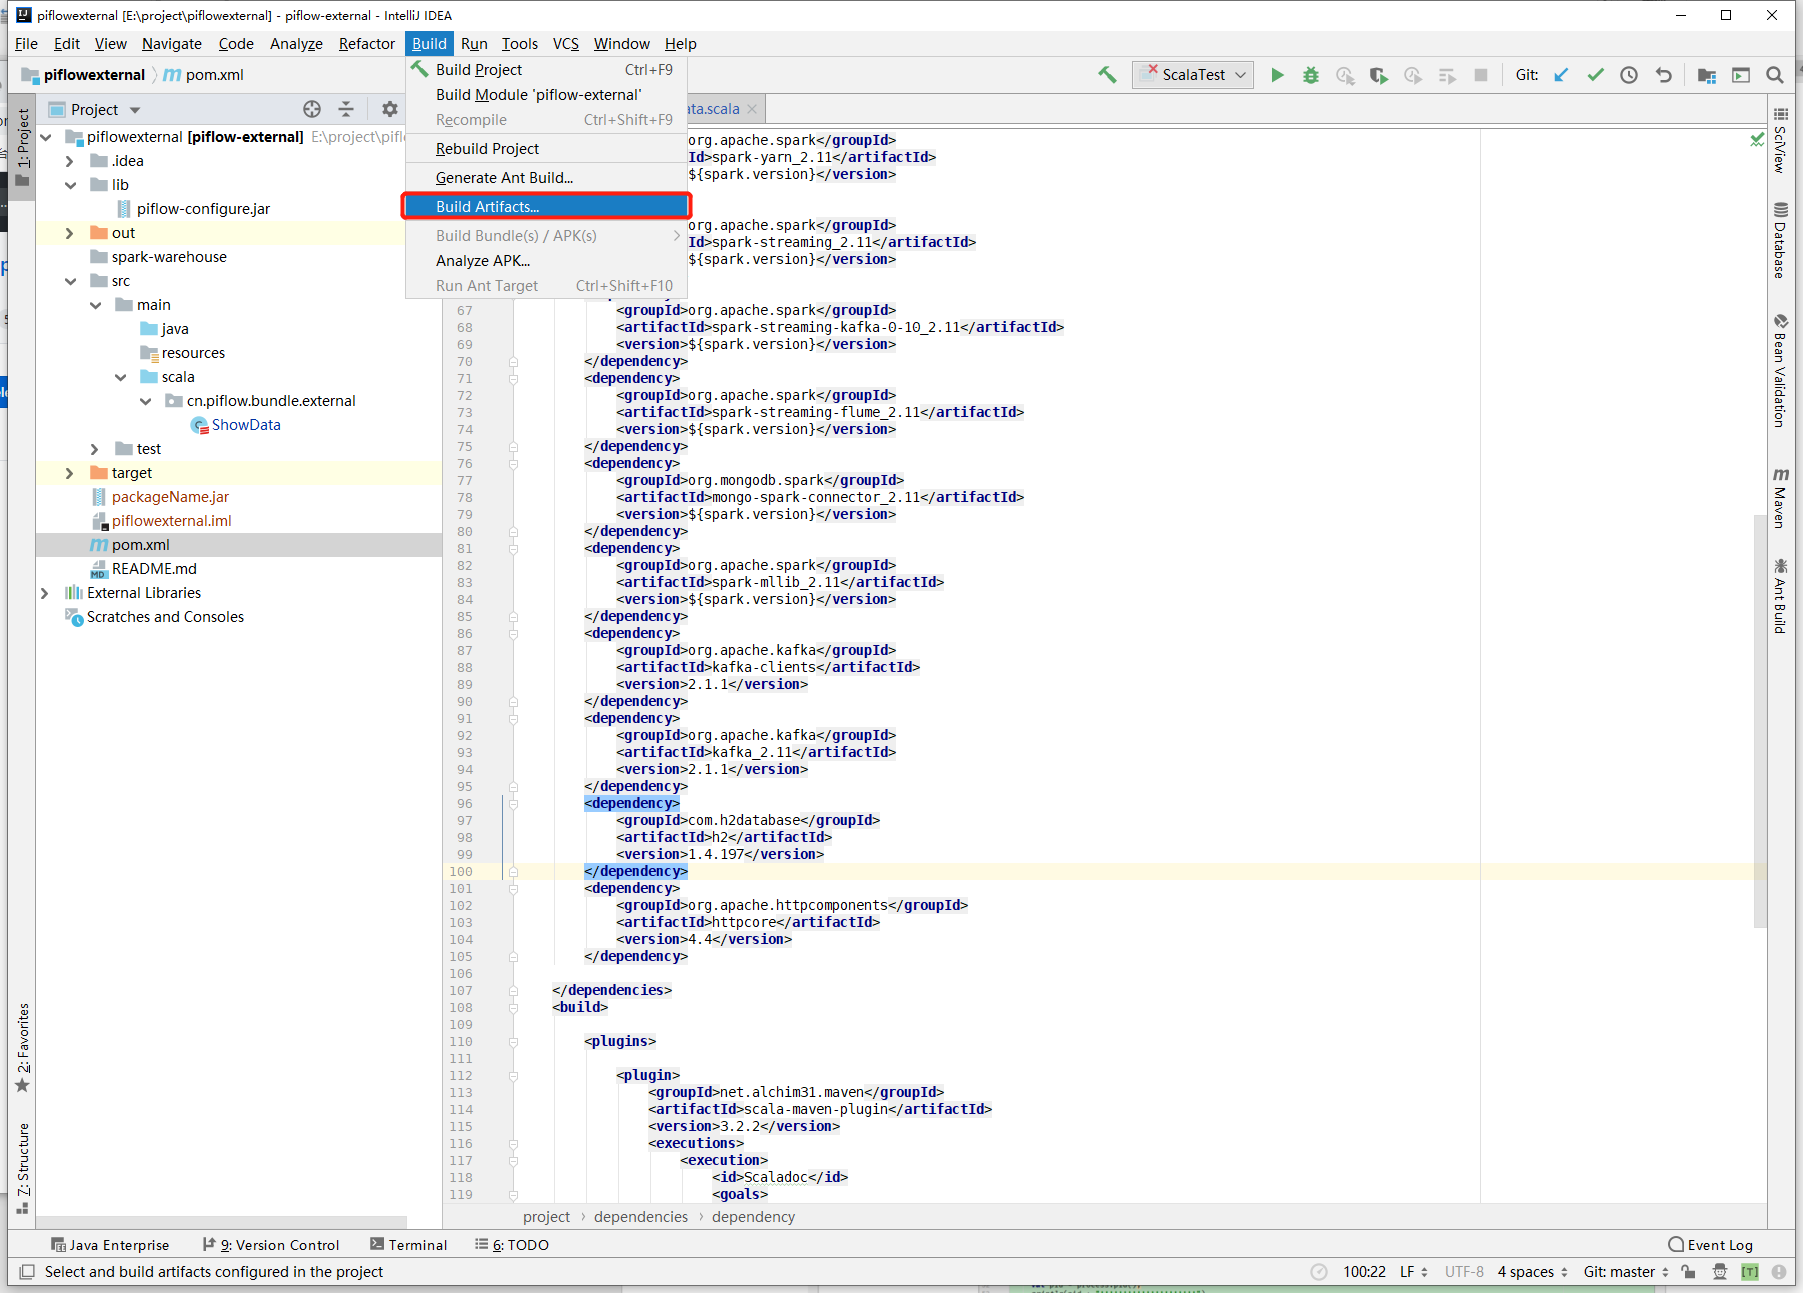 piflowexternal [E:\project\piflowexternal] - piflow-external - IntelliJ IDEA
File Edit View Navigate Code Analyze Refactor Build Run Tools VCS Window Help
piflowexternal pom.xml
ScalaTest
Git:
Build Project Ctrl+F9
Build Module 'piflow-external'
Recompile Ctrl+Shift+F9
Rebuild Project
Generate Ant Build...
Build Artifacts...
Build Bundle(s) / APK(s)
Analyze APK...
Run Ant Target Ctrl+Shift+F10
1: Project
2: Favorites
7: Structure
Project
piflowexternal [piflow-external] E:\project\piflo
.idea
lib
piflow-configure.jar
out
spark-warehouse
src
main
java
resources
scala
cn.piflow.bundle.external
ShowData
test
target
packageName.jar
piflowexternal.iml
pom.xml
README.md
External Libraries
Scratches and Consoles
ata.scala
org.apache.spark</groupId>
Id>spark-yarn_2.11</artifactId>
${spark.version}</version>
org.apache.spark</groupId>
Id>spark-streaming_2.11</artifactId>
${spark.version}</version>
67 <groupId>org.apache.spark</groupId>
68 <artifactId>spark-streaming-kafka-0-10_2.11</artifactId>
69 <version>${spark.version}</version>
70 </dependency>
71 <dependency>
72 <groupId>org.apache.spark</groupId>
73 <artifactId>spark-streaming-flume_2.11</artifactId>
74 <version>${spark.version}</version>
75 </dependency>
76 <dependency>
77 <groupId>org.mongodb.spark</groupId>
78 <artifactId>mongo-spark-connector_2.11</artifactId>
79 <version>${spark.version}</version>
80 </dependency>
81 <dependency>
82 <groupId>org.apache.spark</groupId>
83 <artifactId>spark-mllib_2.11</artifactId>
84 <version>${spark.version}</version>
85 </dependency>
86 <dependency>
87 <groupId>org.apache.kafka</groupId>
88 <artifactId>kafka-clients</artifactId>
89 <version>2.1.1</version>
90 </dependency>
91 <dependency>
92 <groupId>org.apache.kafka</groupId>
93 <artifactId>kafka_2.11</artifactId>
94 <version>2.1.1</version>
95 </dependency>
96 <dependency>
97 <groupId>com.h2database</groupId>
98 <artifactId>h2</artifactId>
99 <version>1.4.197</version>
100 </dependency>
101 <dependency>
102 <groupId>org.apache.httpcomponents</groupId>
103 <artifactId>httpcore</artifactId>
104 <version>4.4</version>
105 </dependency>
106
107 </dependencies>
108 <build>
109
110 <plugins>
111
112 <plugin>
113 <groupId>net.alchim31.maven</groupId>
114 <artifactId>scala-maven-plugin</artifactId>
115 <version>3.2.2</version>
116 <executions>
117 <execution>
118 <id>Scaladoc</id>
119 <goals>
project › dependencies › dependency
SciView
Database
Bean Validation
Maven
Ant Build
Java Enterprise 9: Version Control Terminal 6: TODO Event Log
Select and build artifacts configured in the project 100:22 LF UTF-8 4 spaces Git: master [T]